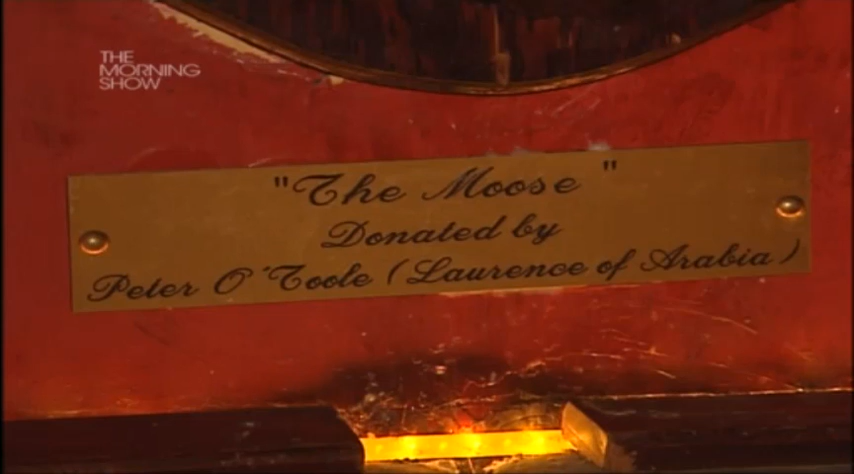 THE
MORNING
SHOW
"The Moose "
Donated by
Peter O'Toole (Laurence of Arabia)